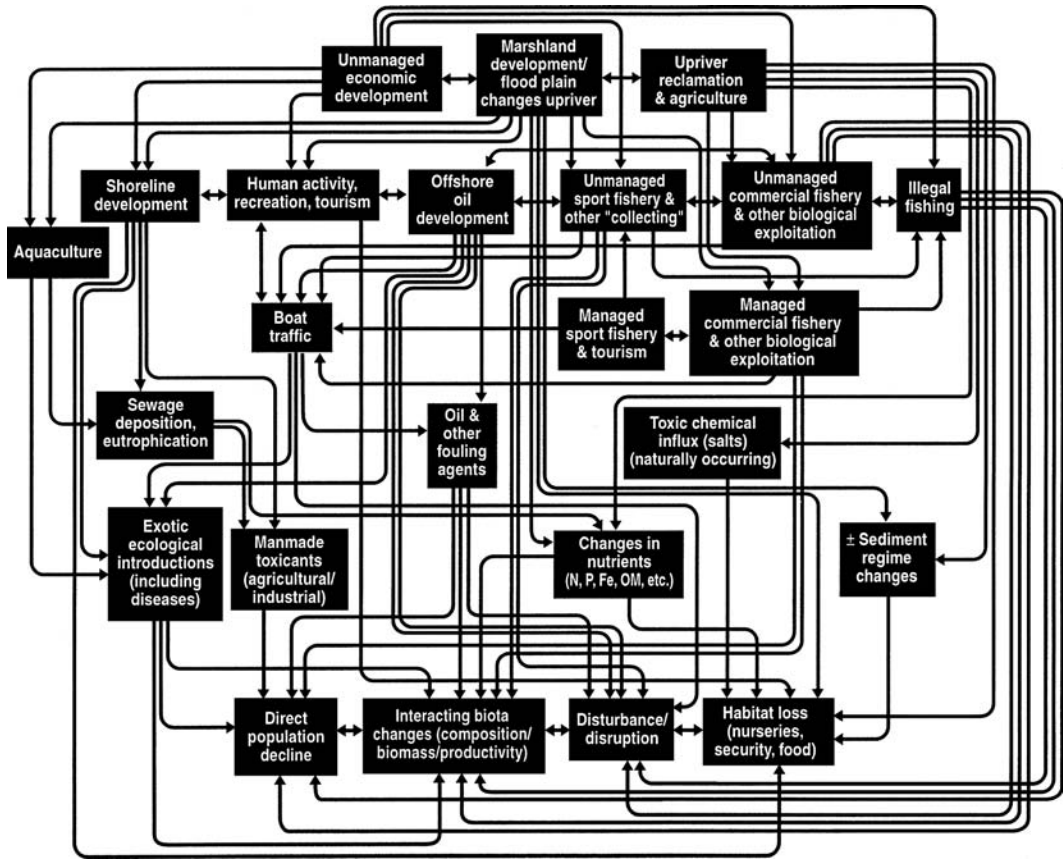 Unmanaged
economic
development
Marshland
development/
flood plain
changes upriver
Upriver
reclamation
& agriculture
Shoreline
development
Human activity,
recreation, tourism
Offshore
oil
development
Unmanaged
sport fishery &
other "collecting"
Unmanaged
commercial fishery
& other biological
exploitation
Illegal
fishing
Aquaculture
Boat
traffic
Managed
sport fishery
& tourism
Managed
commercial fishery
& other biological
exploitation
Sewage
deposition,
eutrophication
Oil &
other
fouling
agents
Toxic chemical
influx (salts)
(naturally occurring)
Exotic
ecological
introductions
(including
diseases)
Manmade
toxicants
(agricultural/
industrial)
Changes in
nutrients
(N, P, Fe, OM, etc.)
± Sediment
regime
changes
Direct
population
decline
Interacting biota
changes (composition/
biomass/productivity)
Disturbance/
disruption
Habitat loss
(nurseries,
security, food)